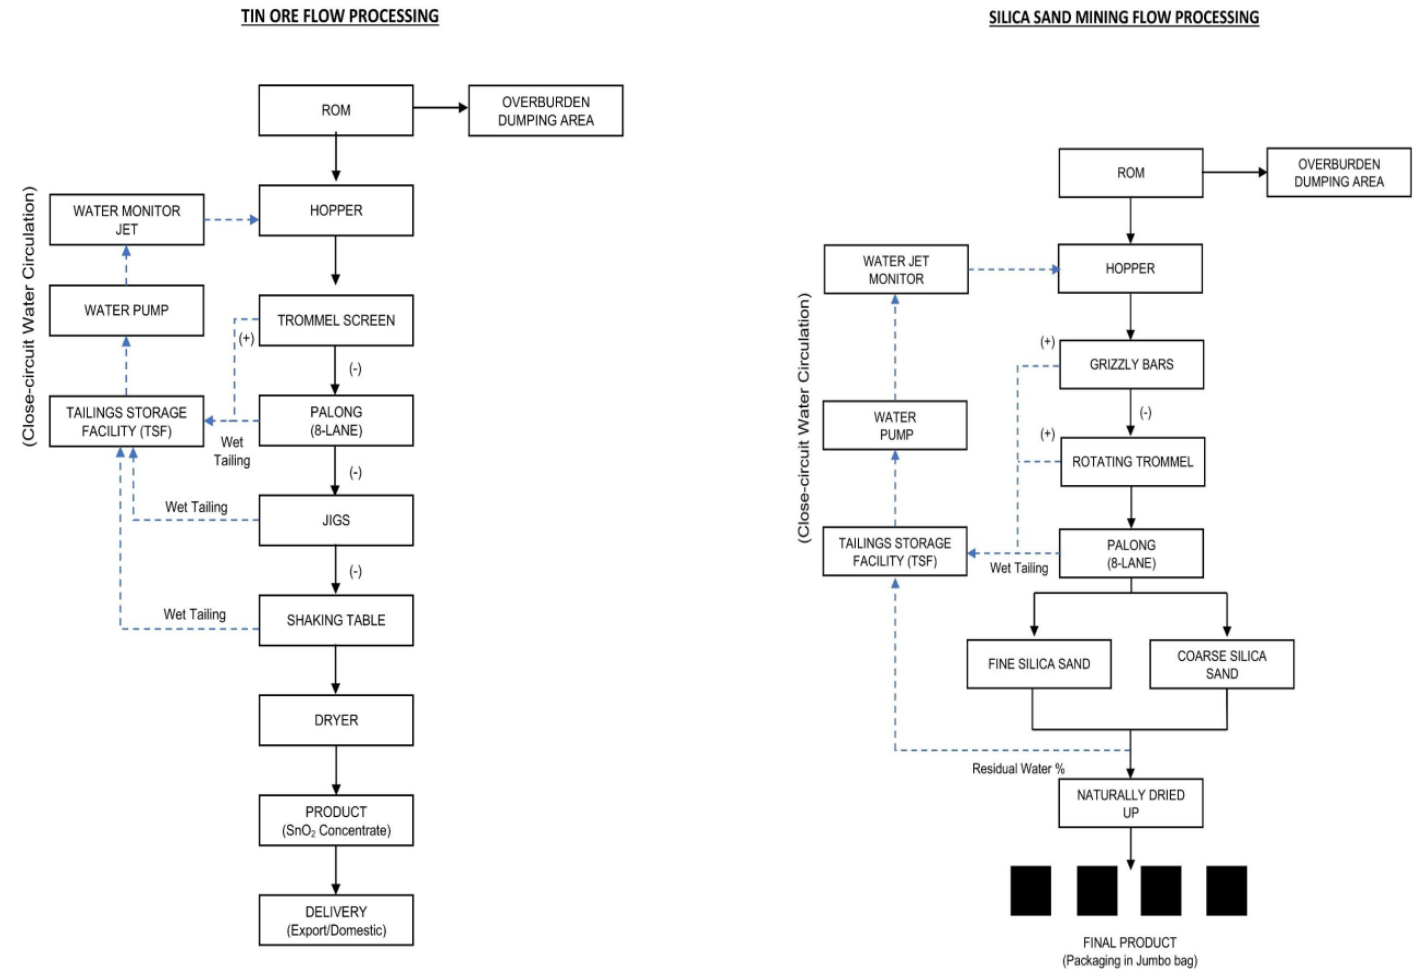 TIN ORE FLOW PROCESSING
ROM
OVERBURDEN
DUMPING AREA
(Close-circuit Water Circulation)
WATER MONITOR
JET
HOPPER
WATER PUMP
TROMMEL SCREEN
(+)
(-)
TAILINGS STORAGE
FACILITY (TSF)
PALONG
(8-LANE)
Wet
Tailing
(-)
Wet Tailing
JIGS
(-)
Wet Tailing
SHAKING TABLE
DRYER
PRODUCT
(SnO₂ Concentrate)
DELIVERY
(Export/Domestic)
SILICA SAND MINING FLOW PROCESSING
ROM
OVERBURDEN
DUMPING AREA
(Close-circuit Water Circulation)
WATER JET
MONITOR
HOPPER
(+)
GRIZZLY BARS
(-)
WATER
PUMP
(+)
ROTATING TROMMEL
TAILINGS STORAGE
FACILITY (TSF)
Wet Tailing
PALONG
(8-LANE)
FINE SILICA SAND
COARSE SILICA
SAND
Residual Water %
NATURALLY DRIED
UP
FINAL PRODUCT
(Packaging in Jumbo bag)